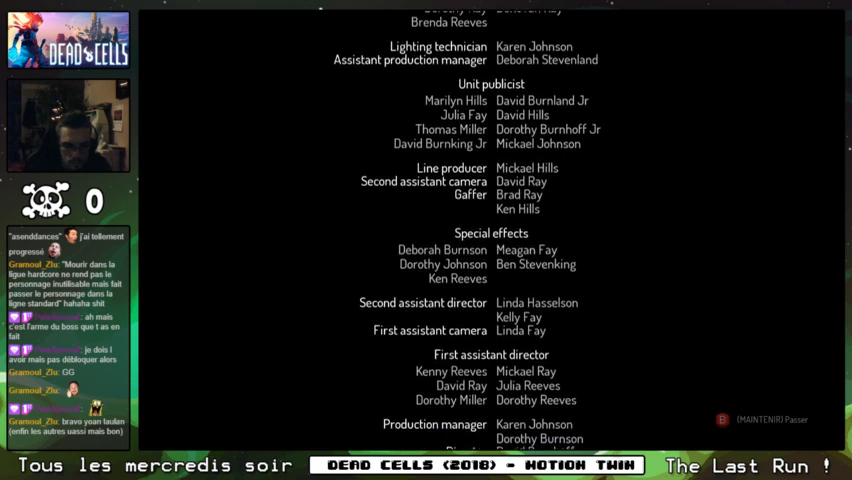 DEAD CELLS
0
"asenddances" j'ai tellement
progressé
Gramoul_Zlu: "Mourir dans la
ligue hardcore ne rend pas le
personnage inutilisable mais fait
passer le personnage dans la
ligne standard" hahaha shit
: ah mais
c'est l'arme du boss que t as en
fait
: je dois l
avoir mais pas débloquer alors
Gramoul_Zlu: GG
Gramoul_Zlu:
Gramoul_Zlu: bravo yoan laulan
(enfin les autres uassi mais bon)
Brenda Reeves
Lighting technician Karen Johnson
Assistant production manager Deborah Stevenland
Unit publicist
Marilyn Hills David Burnland Jr
Julia Fay David Hills
Thomas Miller Dorothy Burnhoff Jr
David Burnking Jr Mickael Johnson
Line producer Mickael Hills
Second assistant camera David Ray
Gaffer Brad Ray
Ken Hills
Special effects
Deborah Burnson Meagan Fay
Dorothy Johnson Ben Stevenking
Ken Reeves
Second assistant director Linda Hasselson
Kelly Fay
First assistant camera Linda Fay
First assistant director
Kenny Reeves Mickael Ray
David Ray Julia Reeves
Dorothy Miller Dorothy Reeves
Production manager Karen Johnson
Dorothy Burnson
B (MAINTENIR) Passer
Tous les mercredis soir
DEAD CELLS (2018) - MOTION TWIN
The Last Run !